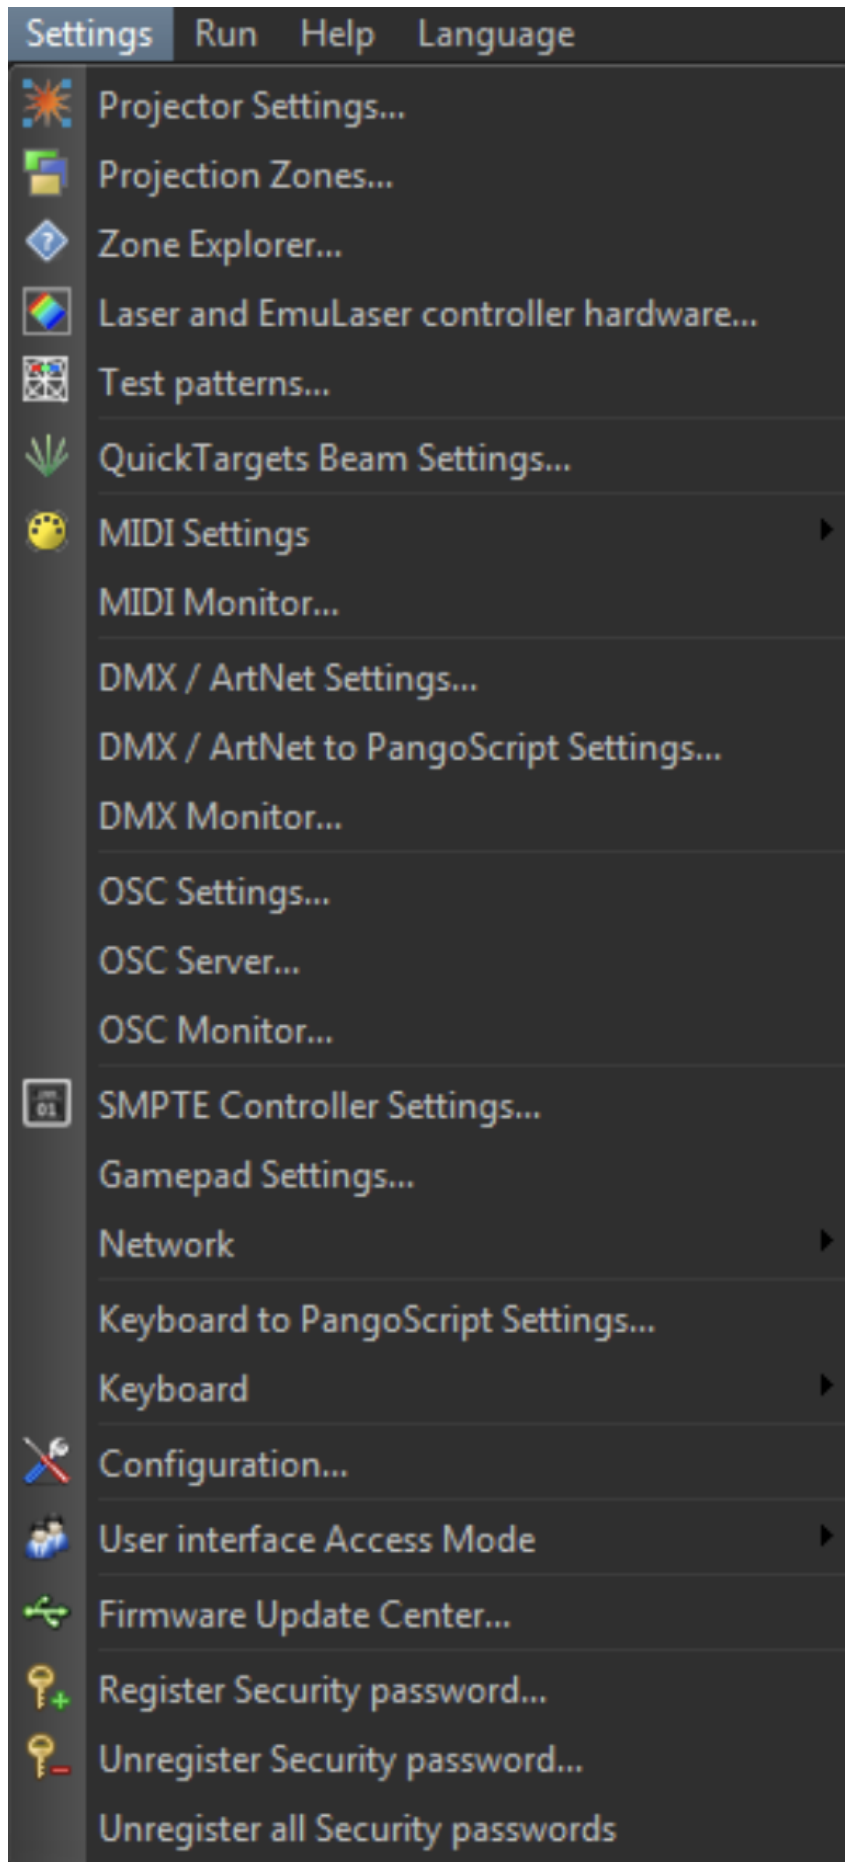 Settings Run Help Language
Projector Settings...
Projection Zones...
Zone Explorer...
Laser and EmuLaser controller hardware...
Test patterns...
QuickTargets Beam Settings...
MIDI Settings
MIDI Monitor...
DMX / ArtNet Settings...
DMX / ArtNet to PangoScript Settings...
DMX Monitor...
OSC Settings...
OSC Server...
OSC Monitor...
01
SMPTE Controller Settings...
Gamepad Settings...
Network
Keyboard to PangoScript Settings...
Keyboard
Configuration...
User interface Access Mode
Firmware Update Center...
Register Security password...
Unregister Security password...
Unregister all Security passwords